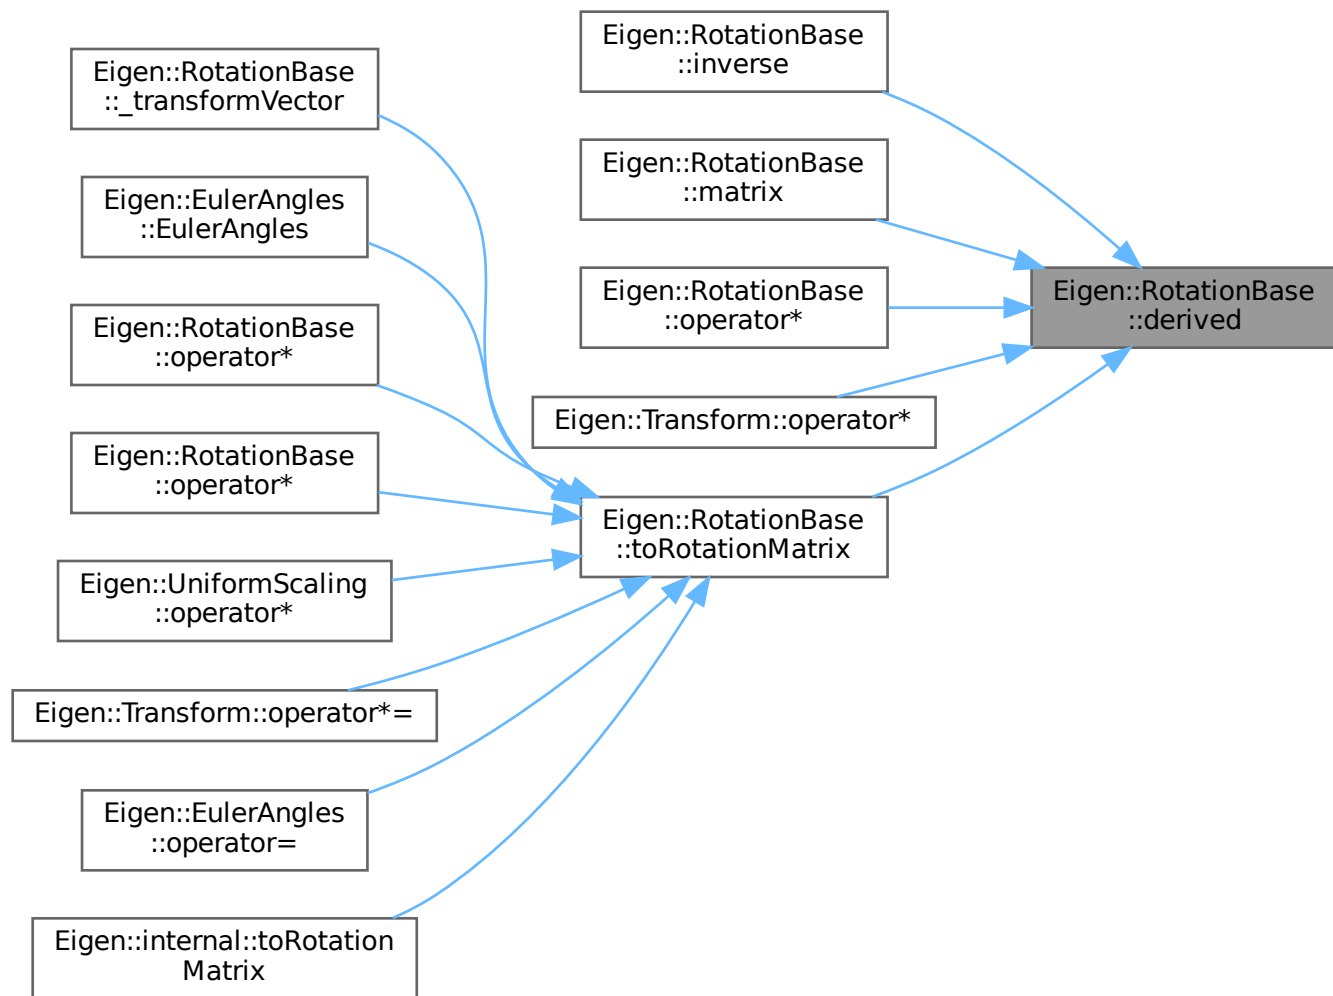 Eigen::RotationBase
::_transformVector
Eigen::EulerAngles
::EulerAngles
Eigen::RotationBase
::operator*
Eigen::RotationBase
::operator*
Eigen::UniformScaling
::operator*
Eigen::Transform::operator*=
Eigen::EulerAngles
::operator=
Eigen::internal::toRotation
Matrix
Eigen::RotationBase
::inverse
Eigen::RotationBase
::matrix
Eigen::RotationBase
::operator*
Eigen::Transform::operator*
Eigen::RotationBase
::toRotationMatrix
Eigen::RotationBase
::derived